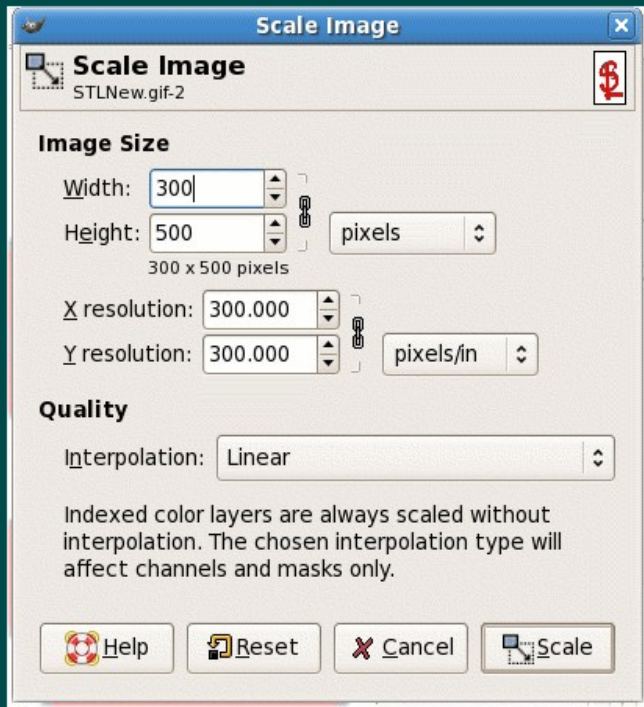 Scale Image
Scale Image
STLNew.gif-2
Image Size
Width: 300
Height: 500 pixels
300 x 500 pixels
X resolution: 300.000
Y resolution: 300.000 pixels/in
Quality
Interpolation: Linear
Indexed color layers are always scaled without
interpolation. The chosen interpolation type will
affect channels and masks only.
Help Reset Cancel Scale